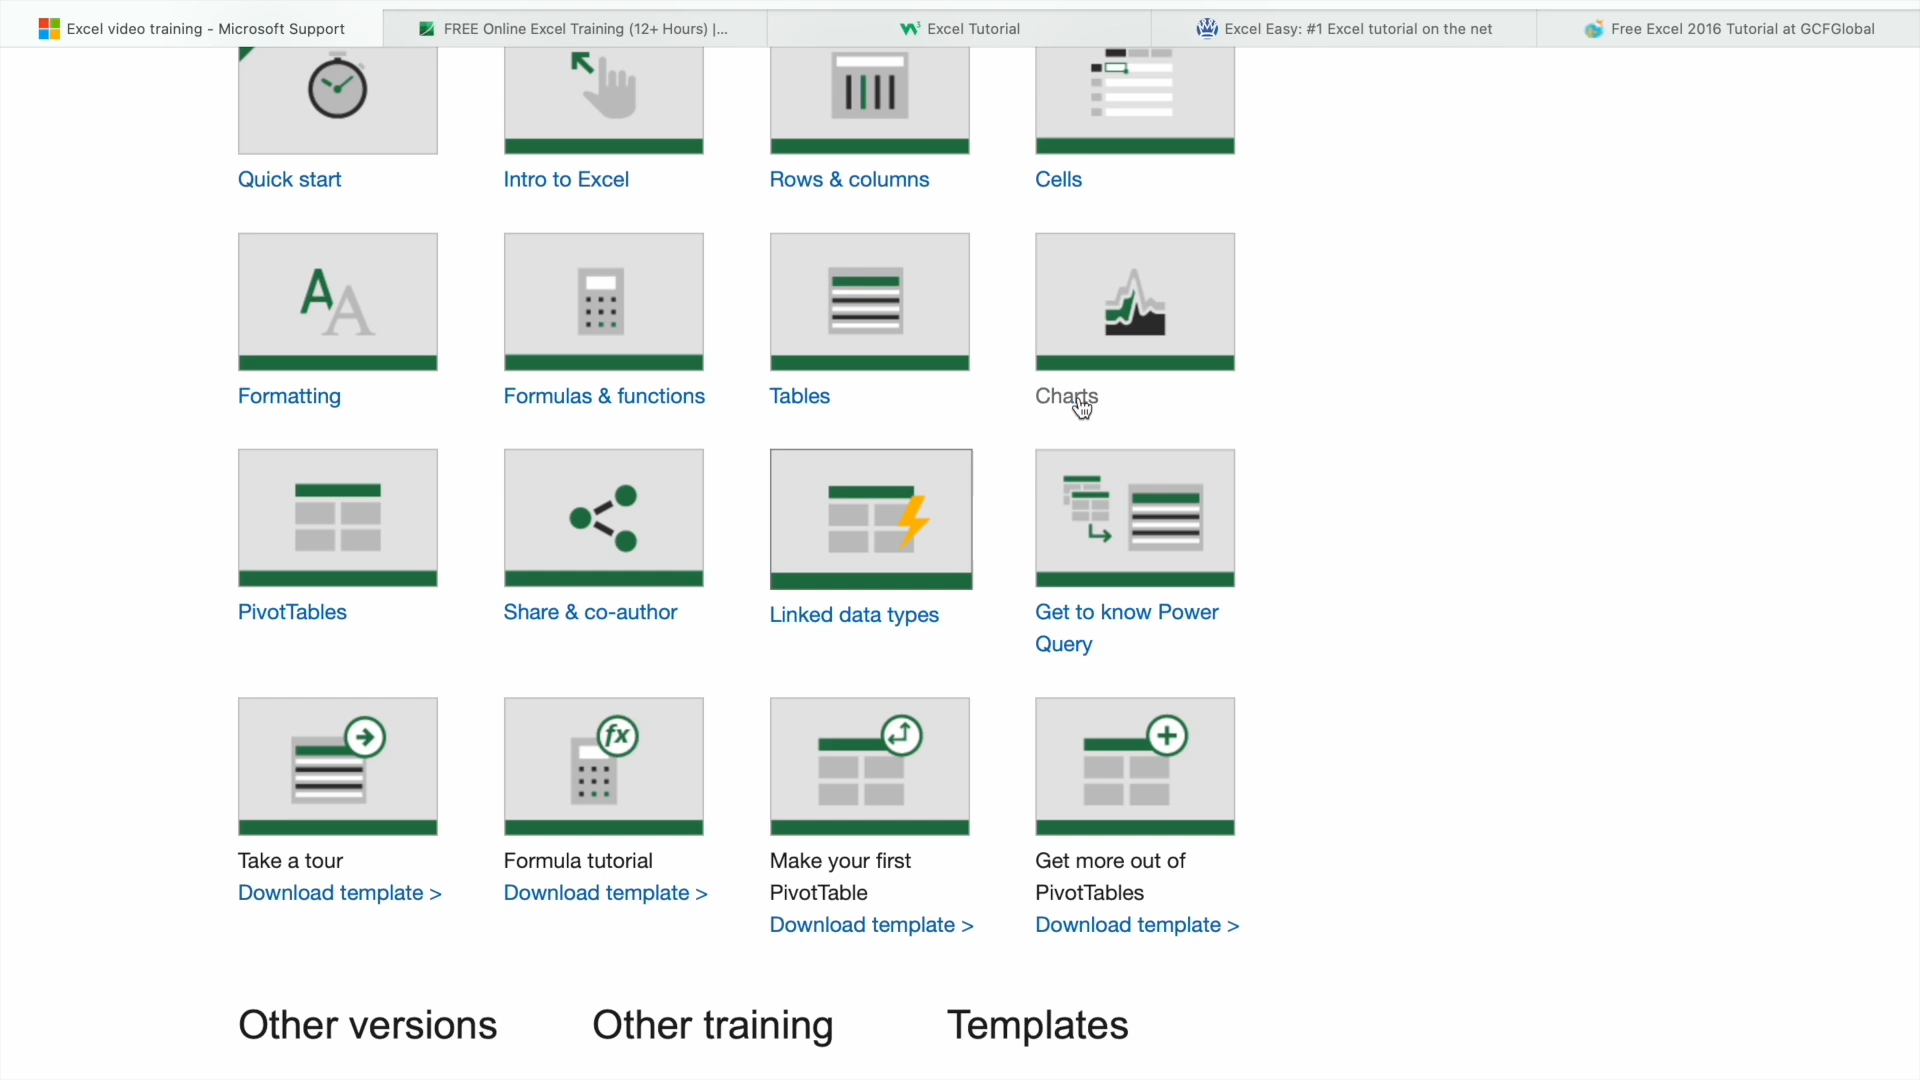 Excel video training - Microsoft Support
FREE Online Excel Training (12+ Hours) |...
Excel Tutorial
Excel Easy: #1 Excel tutorial on the net
Free Excel 2016 Tutorial at GCFGlobal
Quick start
Intro to Excel
Rows & columns
Cells
Formatting
Formulas & functions
Tables
Charts
PivotTables
Share & co-author
Linked data types
Get to know Power
Query
Take a tour
Download template >
Formula tutorial
Download template >
Make your first
PivotTable
Download template >
Get more out of
PivotTables
Download template >
Other versions
Other training
Templates